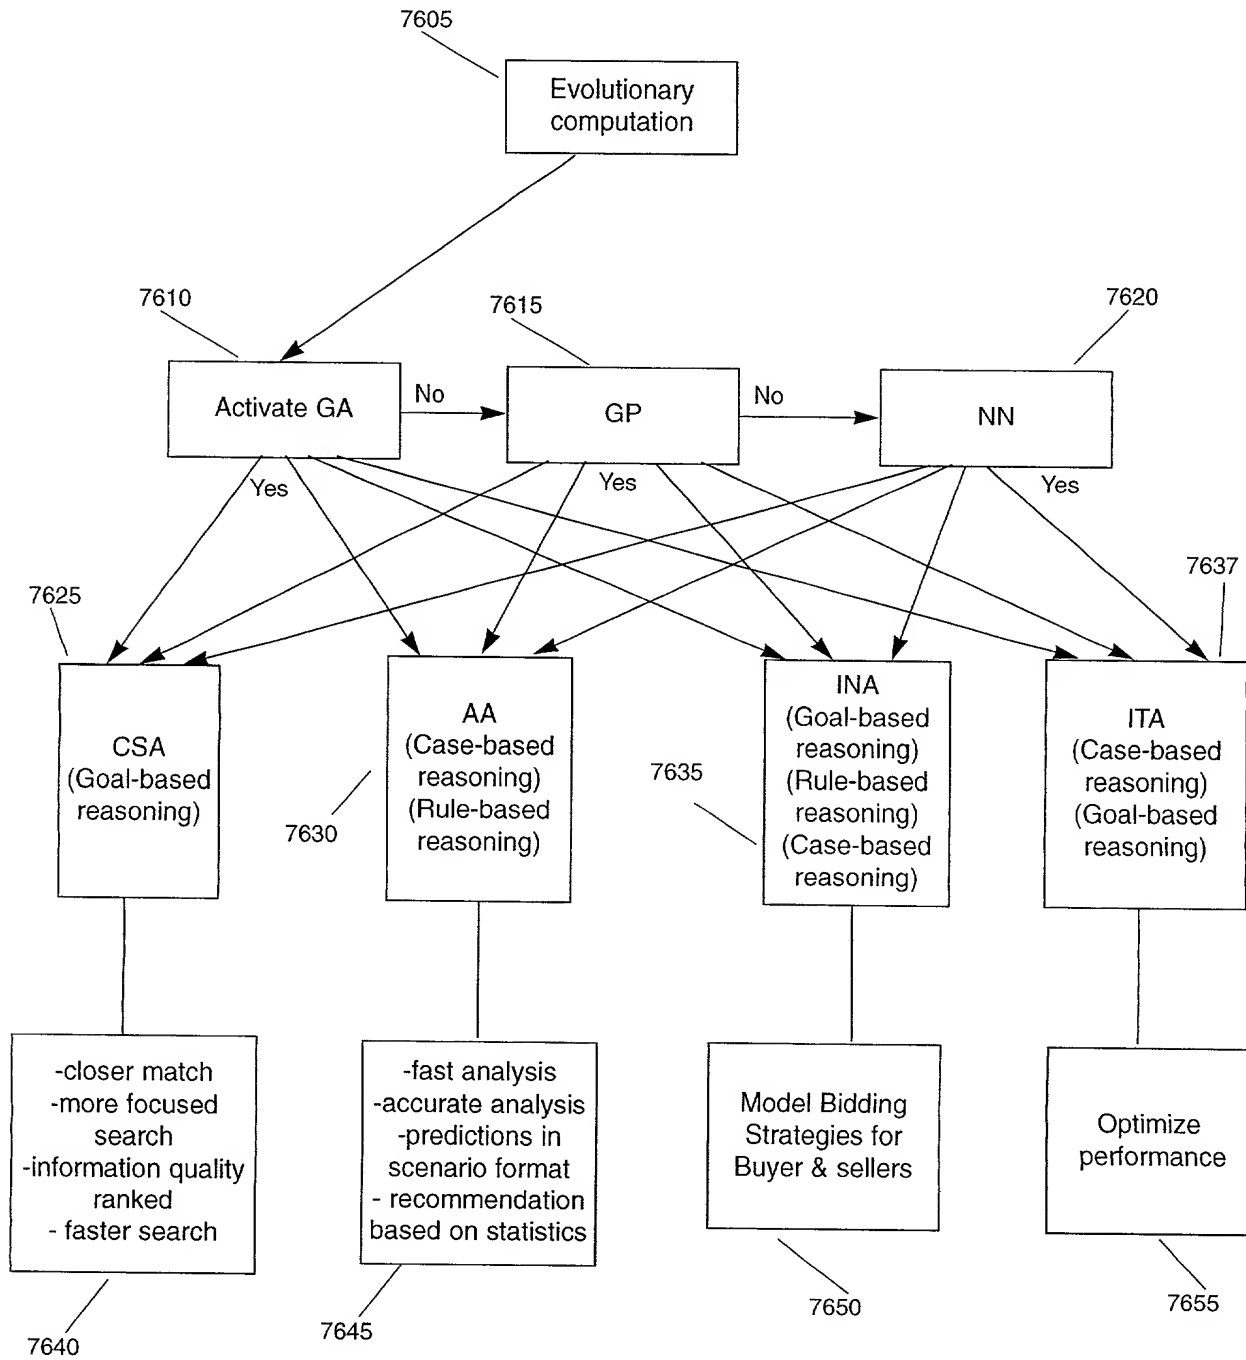 7605
Evolutionary
computation
7610
7615
7620
Activate GA
No
GP
No
NN
Yes
Yes
Yes
7625
7637
CSA
(Goal-based
reasoning)
AA
(Case-based
reasoning)
(Rule-based
reasoning)
7630
INA
(Goal-based
reasoning)
(Rule-based
reasoning)
(Case-based
reasoning)
7635
ITA
(Case-based
reasoning)
(Goal-based
reasoning)
-closer match
-more focused
search
-information quality
ranked
- faster search
-fast analysis
-accurate analysis
-predictions in
scenario format
- recommendation
based on statistics
Model Bidding
Strategies for
Buyer & sellers
Optimize
performance
7640
7645
7650
7655